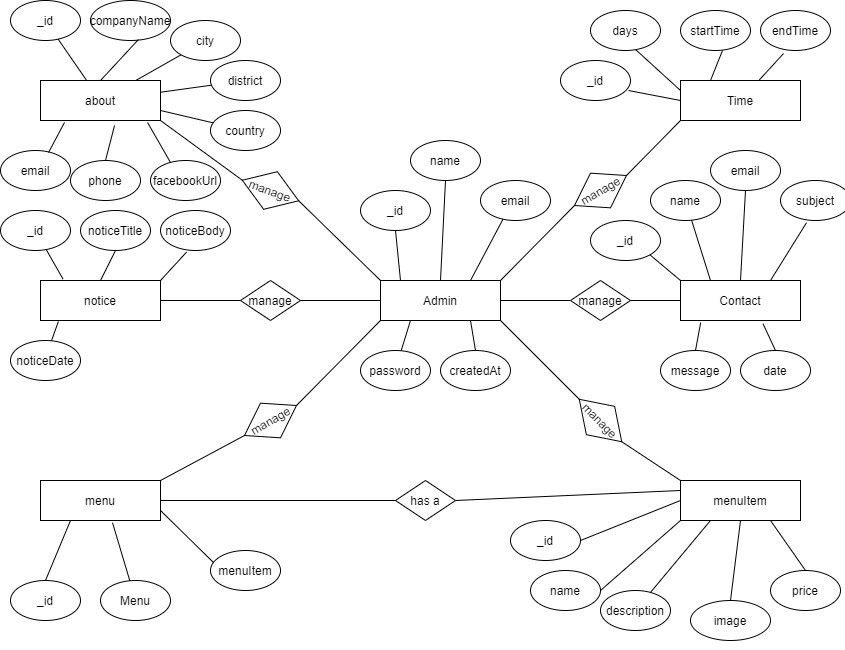 _id
companyName
city
days
startTime
endTime
about
district
_id
Time
country
email
phone
facebookUrl
manage
name
manage
email
_id
noticeTitle
noticeBody
_id
email
name
subject
_id
notice
manage
Admin
manage
Contact
noticeDate
password
createdAt
message
date
manage
manage
menu
has a
menuItem
_id
menuItem
_id
Menu
name
description
image
price